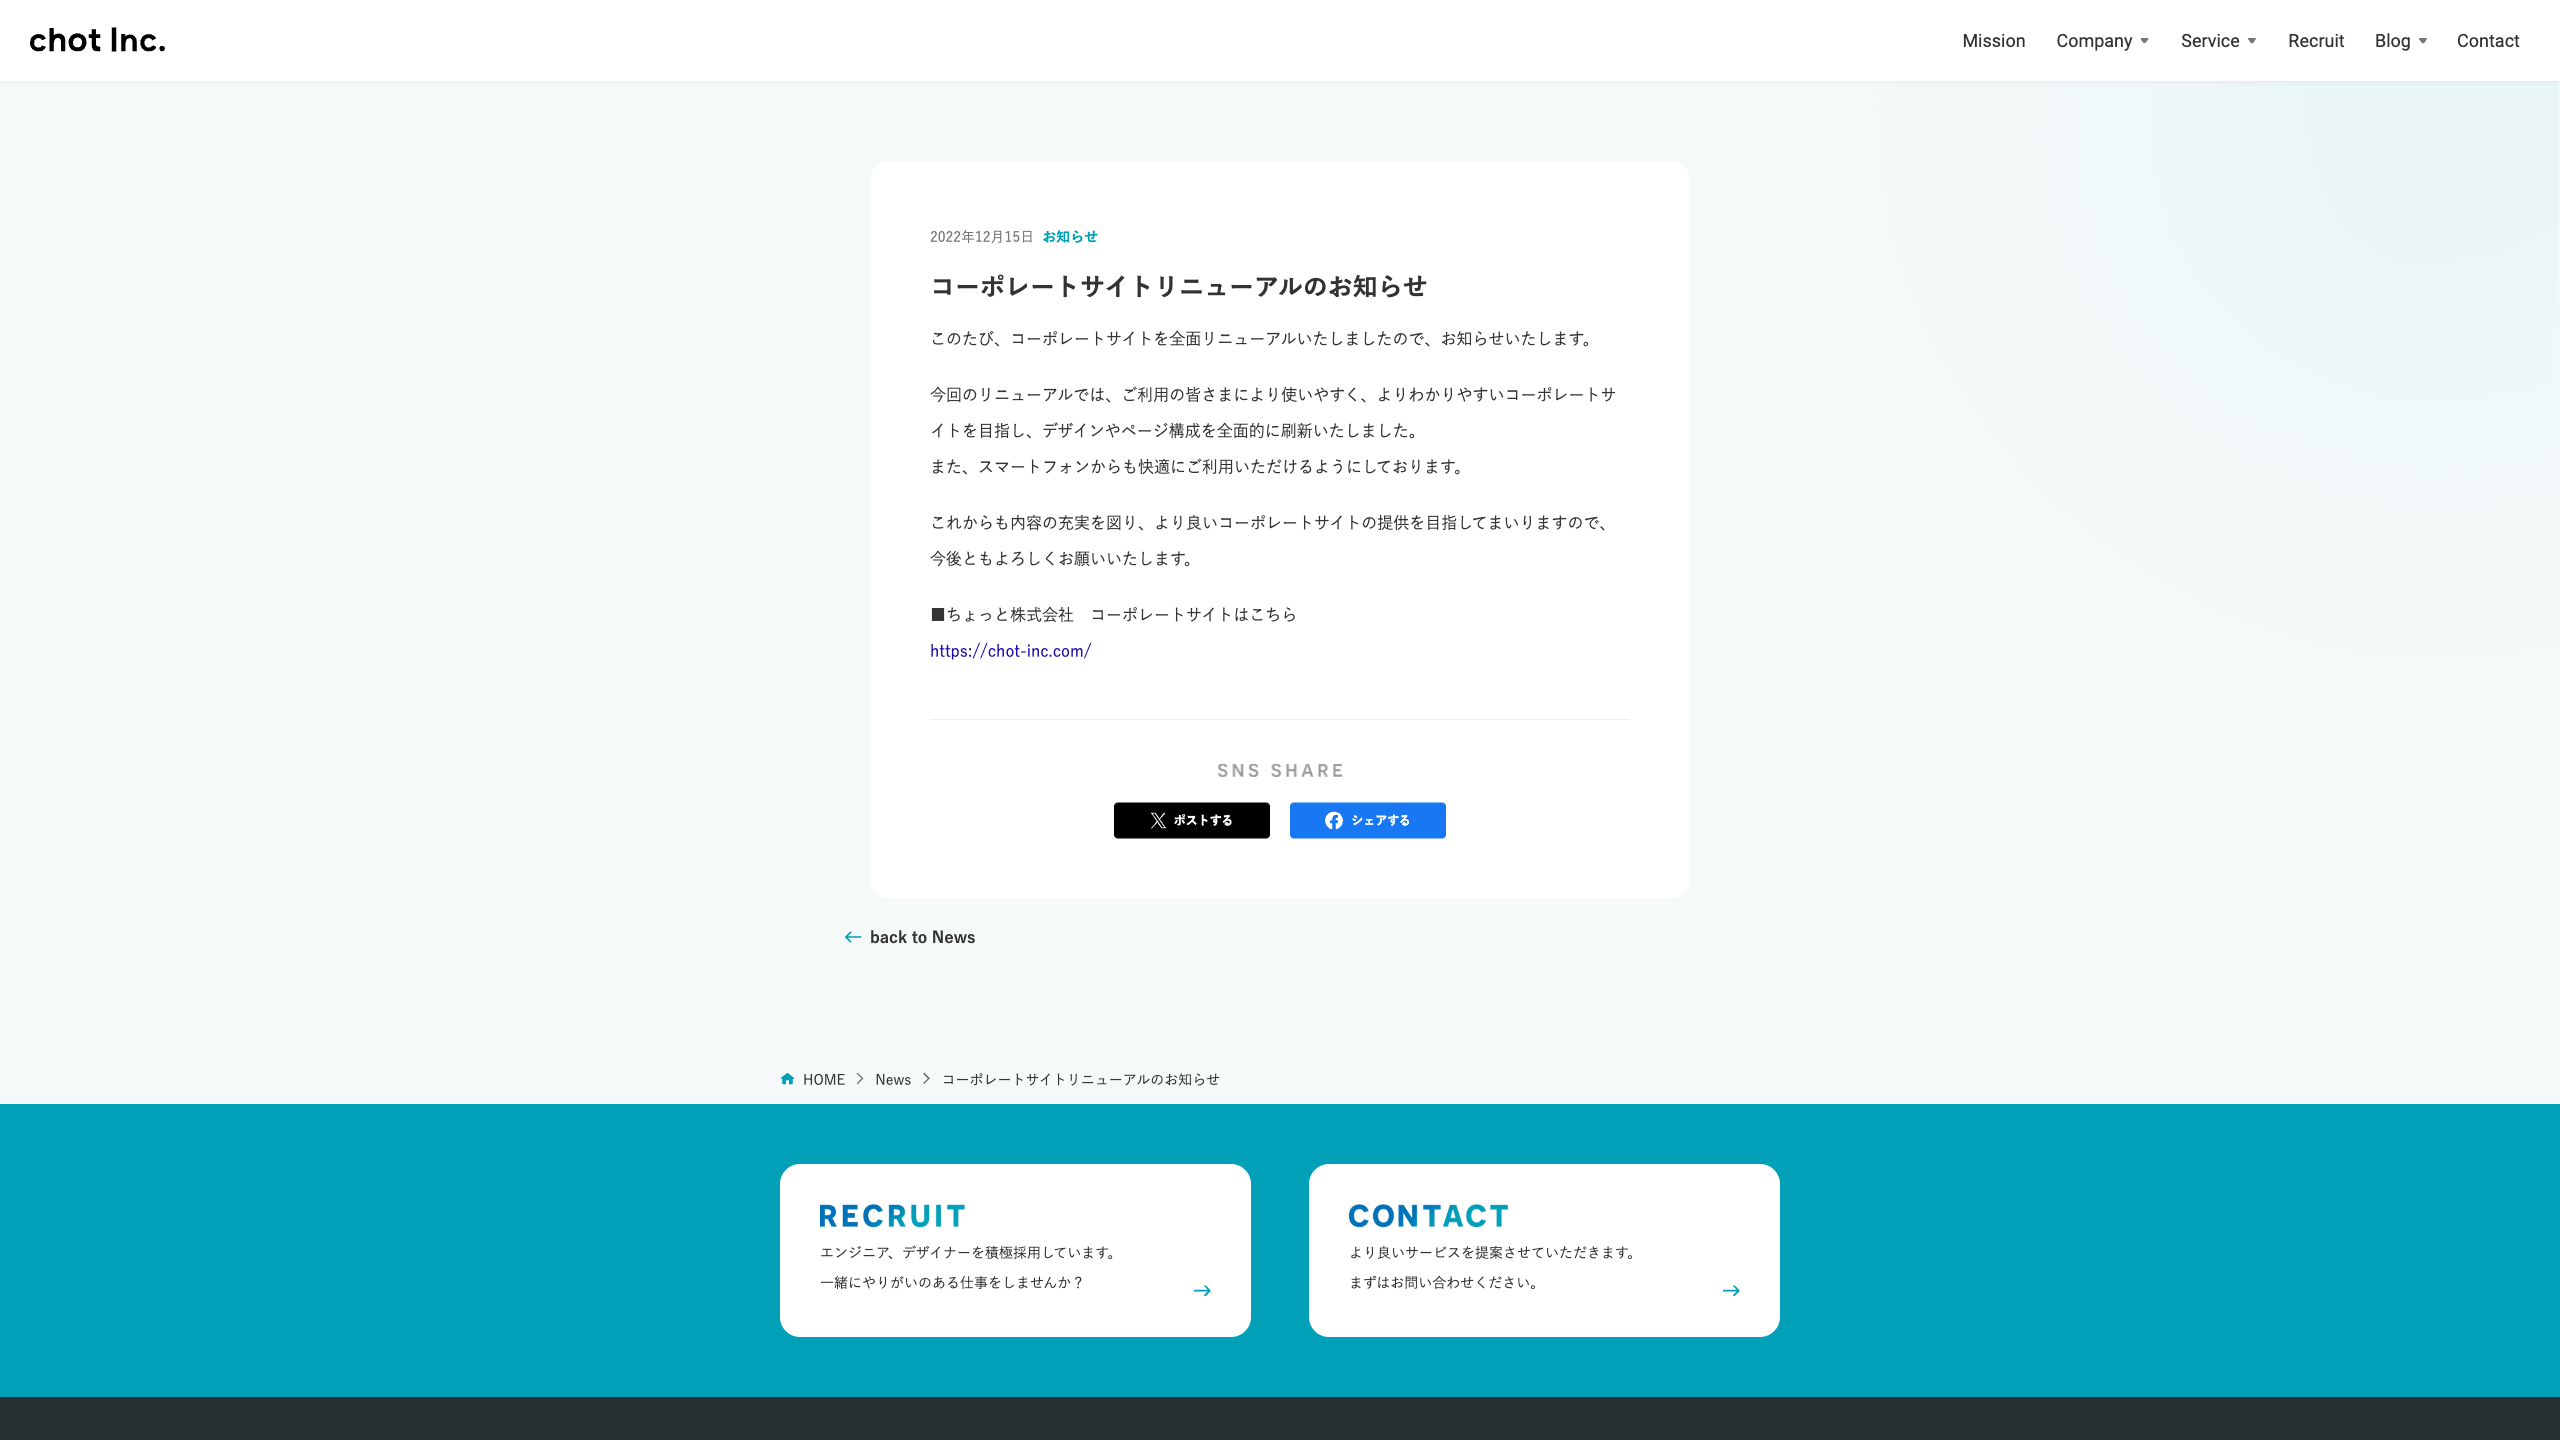 chot Inc.
Mission Company Service Recruit Blog Contact
2022年12月15日 お知らせ
コーポレートサイトリニューアルのお知らせ
このたび、コーポレートサイトを全面リニューアルいたしましたので、お知らせいたします。
今回のリニューアルでは、ご利用の皆さまにより使いやすく、よりわかりやすいコーポレートサ
イトを目指し、デザインやページ構成を全面的に刷新いたしました。
また、スマートフォンからも快適にご利用いただけるようにしております。
これからも内容の充実を図り、より良いコーポレートサイトの提供を目指してまいりますので、
今後ともよろしくお願いいたします。
■ちょっと株式会社　コーポレートサイトはこちら
https://chot-inc.com/
SNS SHARE
ポストする シェアする
back to News
HOME News コーポレートサイトリニューアルのお知らせ
RECRUIT
エンジニア、デザイナーを積極採用しています。
一緒にやりがいのある仕事をしませんか？
CONTACT
より良いサービスを提案させていただきます。
まずはお問い合わせください。